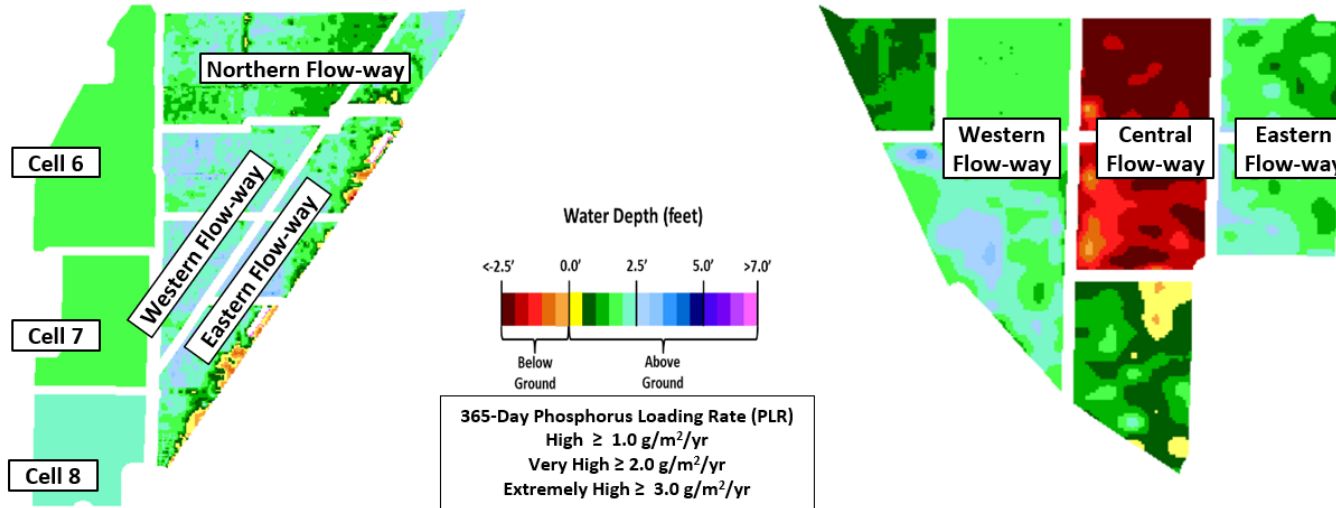 Northern Flow-way
Cell 6
Western Flow-way
Eastern Flow-way
Cell 7
Cell 8
Water Depth (feet)
<-2.5' 0.0' 2.5' 5.0' >7.0'
Below
Ground
Above
Ground
365-Day Phosphorus Loading Rate (PLR)
High ≥ 1.0 g/m²/yr
Very High ≥ 2.0 g/m²/yr
Extremely High ≥ 3.0 g/m²/yr
Western
Flow-way
Central
Flow-way
Eastern
Flow-way